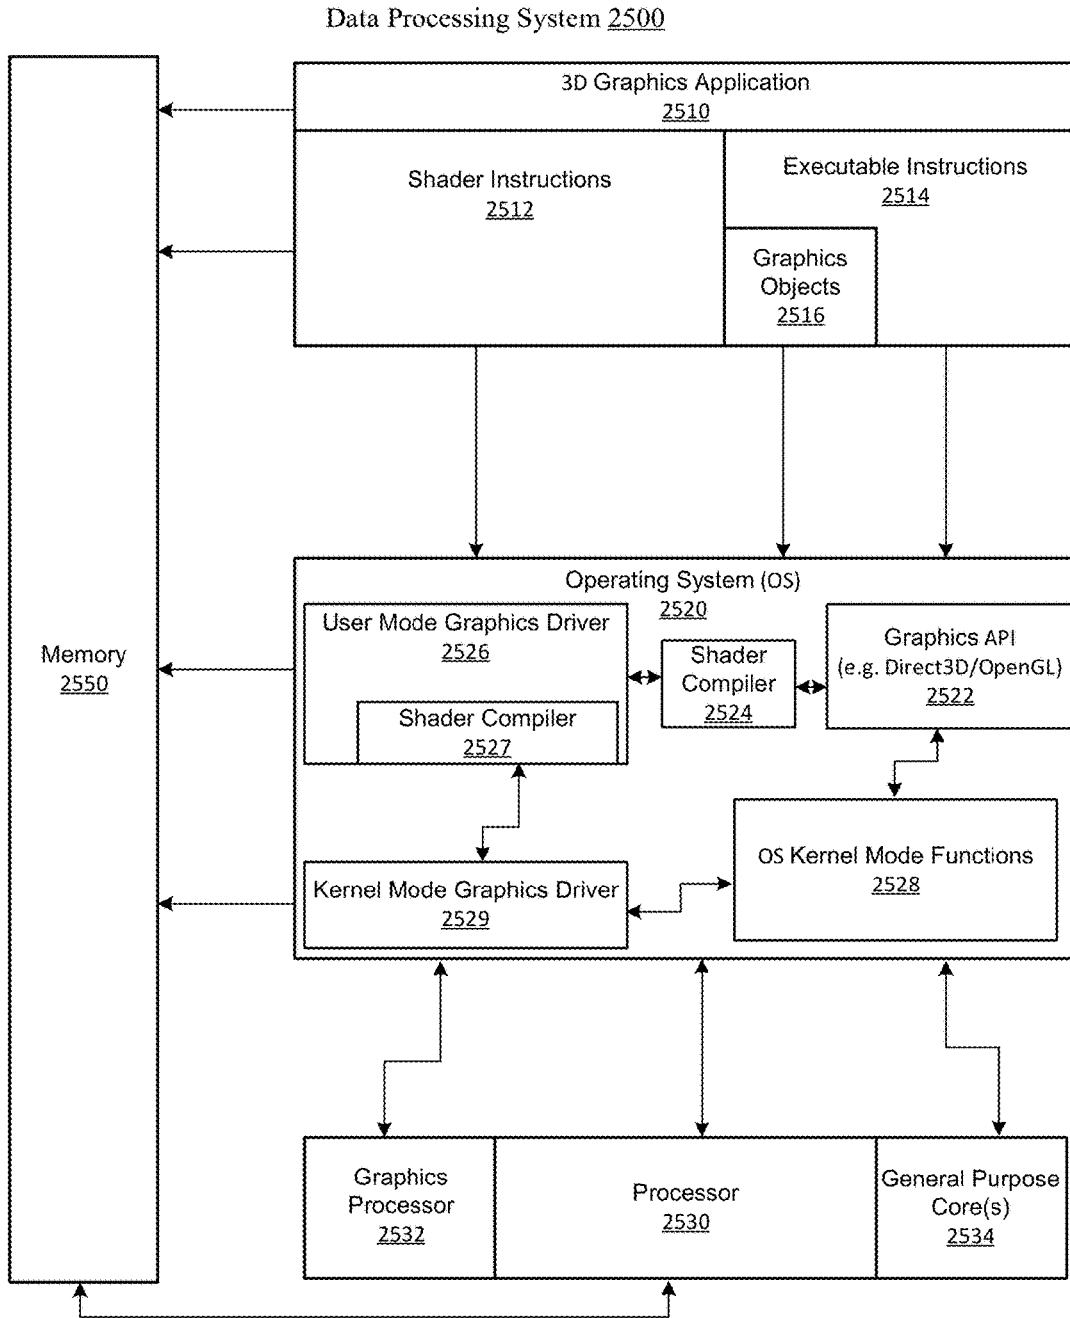 Data Processing System 2500
3D Graphics Application
2510
Shader Instructions
2512
Executable Instructions
2514
Graphics
Objects
2516
Operating System (OS)
2520
User Mode Graphics Driver
2526
Shader Compiler
2527
Shader
Compiler
2524
Graphics API
(e.g. Direct3D/OpenGL)
2522
Memory
2550
OS Kernel Mode Functions
2528
Kernel Mode Graphics Driver
2529
Graphics
Processor
2532
Processor
2530
General Purpose
Core(s)
2534